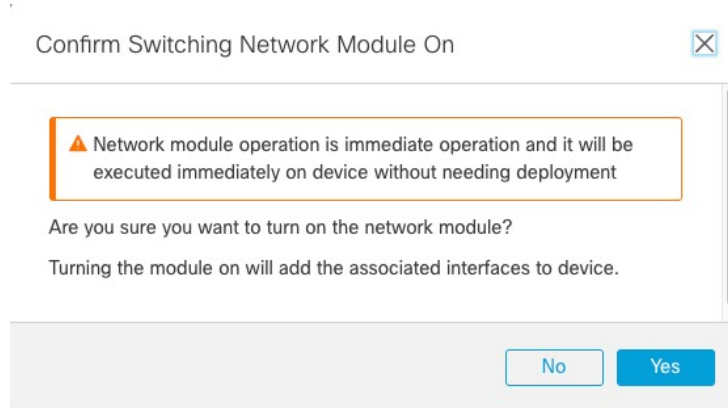 Confirm Switching Network Module On
Network module operation is immediate operation and it will be
executed immediately on device without needing deployment
Are you sure you want to turn on the network module?
Turning the module on will add the associated interfaces to device.
No
Yes